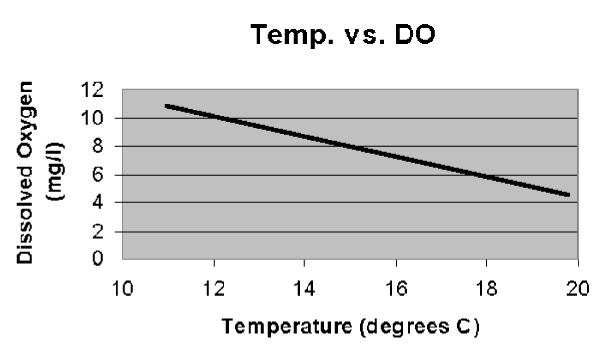 Temp. vs. DO
Dissolved Oxygen
(mg/l)
12
10
8
6
4
2
0
10 12 14 16 18 20
Temperature (degrees C)